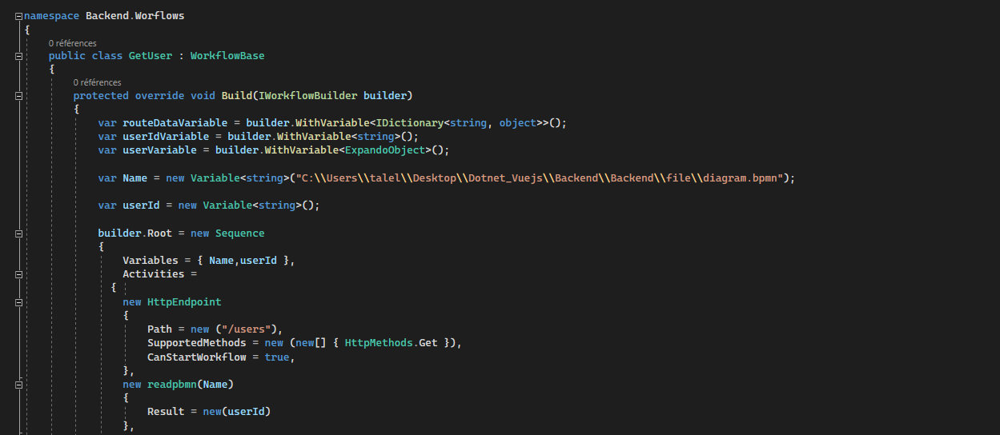 namespace Backend.Worflows
{
0 références
public class GetUser : WorkflowBase
{
0 références
protected override void Build(IWorkflowBuilder builder)
{
var routeDataVariable = builder.WithVariable<IDictionary<string, object>>();
var userIdVariable = builder.WithVariable<string>();
var userVariable = builder.WithVariable<ExpandoObject>();
var Name = new Variable<string>("C:\\Users\\talel\\Desktop\\Dotnet_Vuejs\\Backend\\Backend\\file\\diagram.bpmn");
var userId = new Variable<string>();
builder.Root = new Sequence
{
Variables = { Name,userId },
Activities =
{
new HttpEndpoint
{
Path = new ("/users"),
SupportedMethods = new (new[] { HttpMethods.Get }),
CanStartWorkflow = true,
},
new readpbmn(Name)
{
Result = new(userId)
},